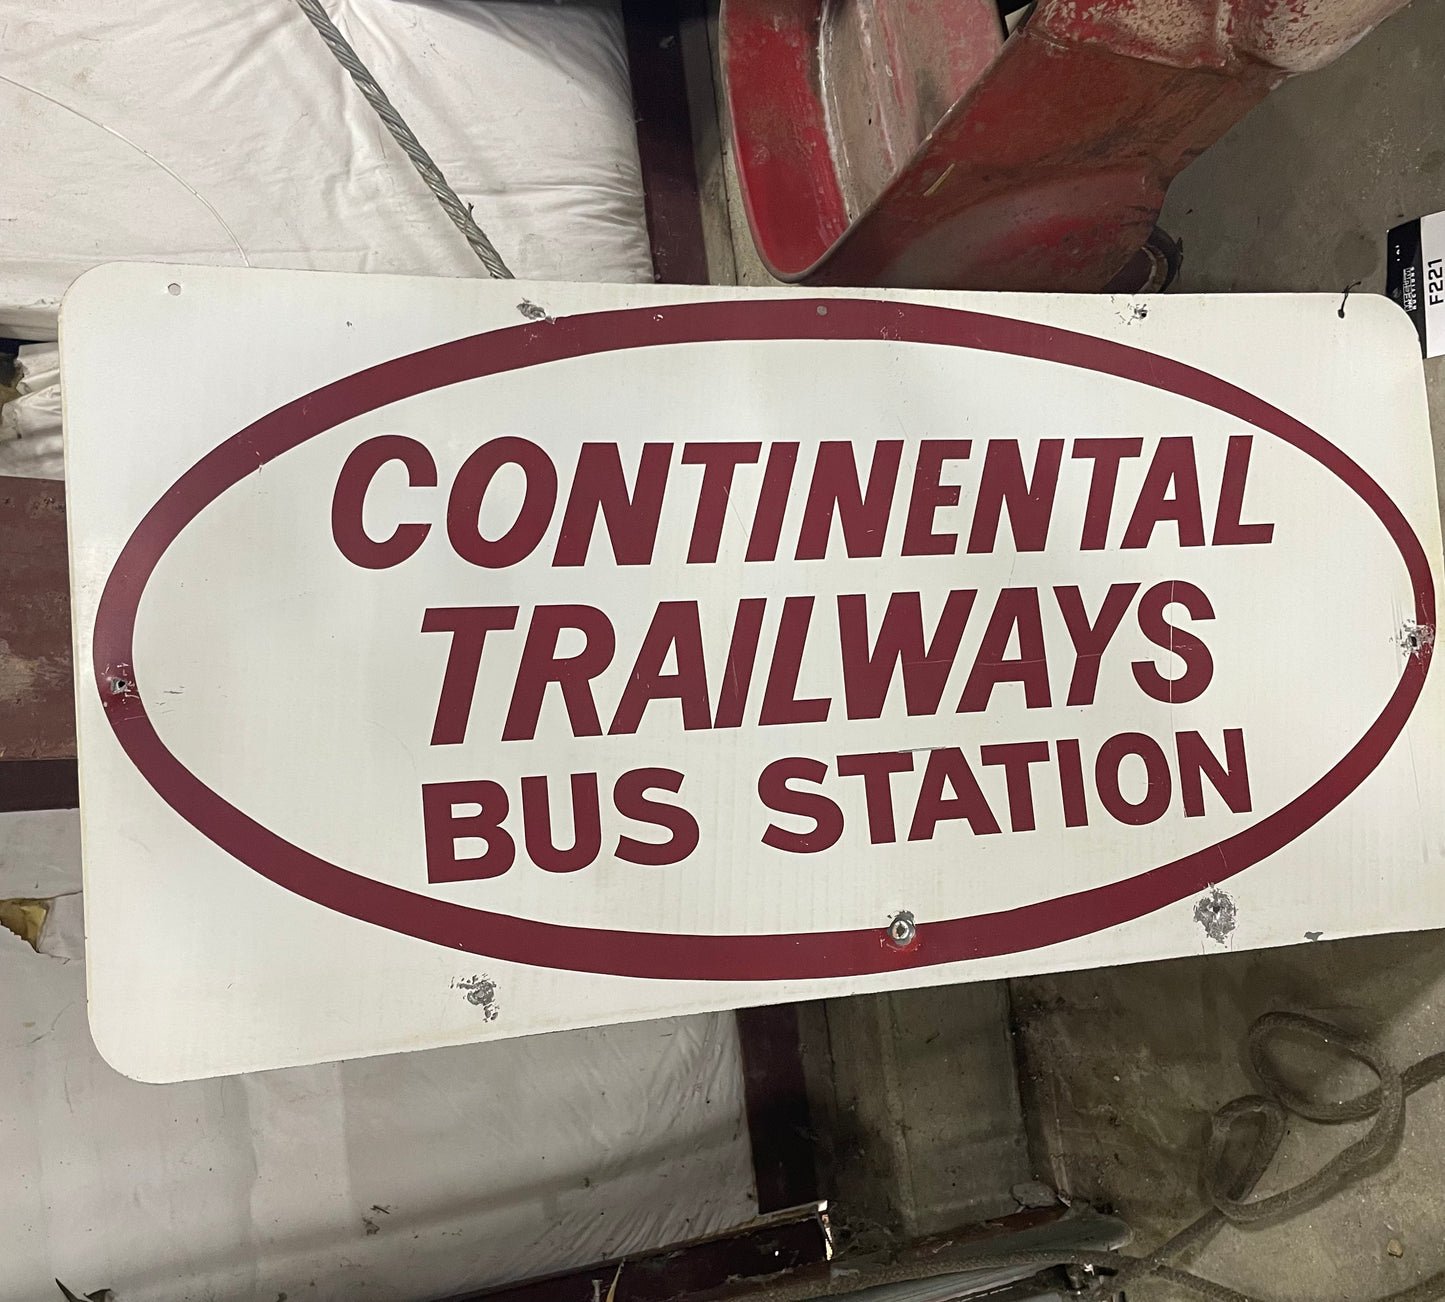 CONTINENTAL
TRAILWAYS
BUS STATION
F221